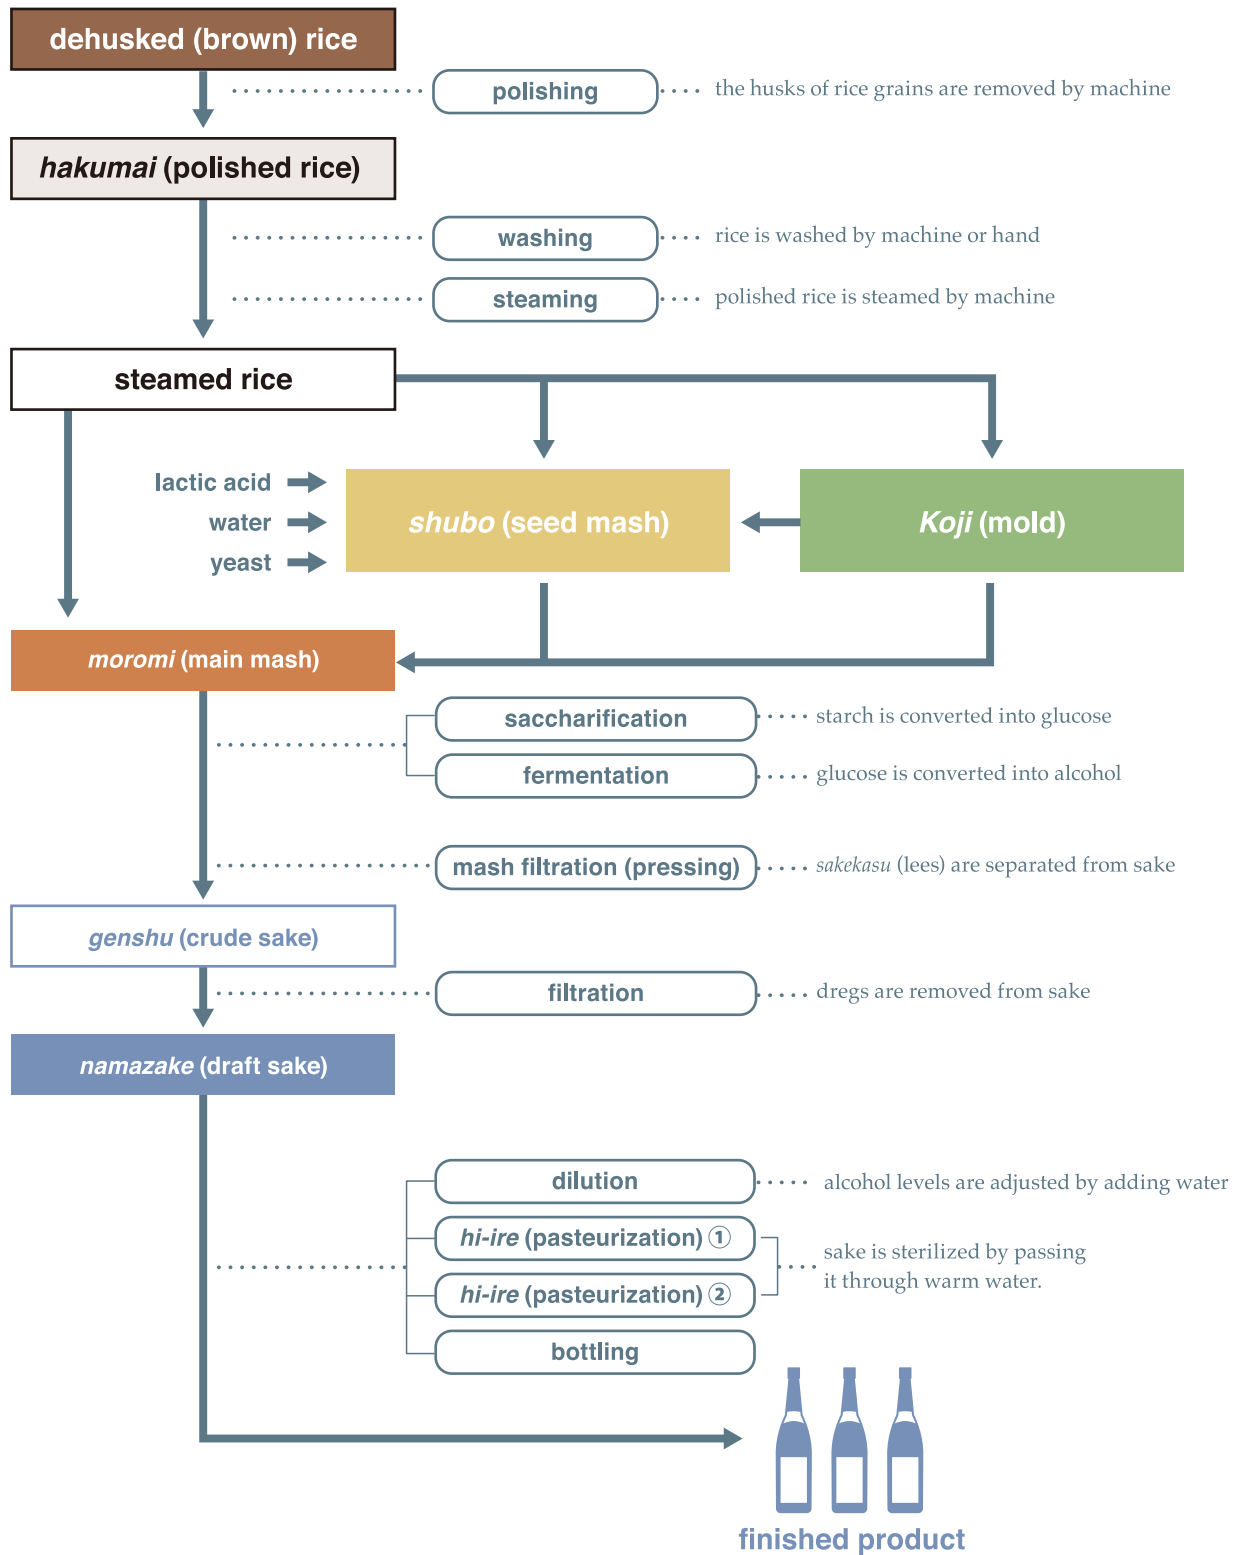 dehusked (brown) rice
polishing
the husks of rice grains are removed by machine
hakumai (polished rice)
washing
rice is washed by machine or hand
steaming
polished rice is steamed by machine
steamed rice
lactic acid
water
yeast
shubo (seed mash)
Koji (mold)
moromi (main mash)
saccharification
starch is converted into glucose
fermentation
glucose is converted into alcohol
mash filtration (pressing)
sakekasu (lees) are separated from sake
genshu (crude sake)
filtration
dregs are removed from sake
namazake (draft sake)
dilution
alcohol levels are adjusted by adding water
hi-ire (pasteurization) ①
hi-ire (pasteurization) ②
sake is sterilized by passing
it through warm water.
bottling
finished product